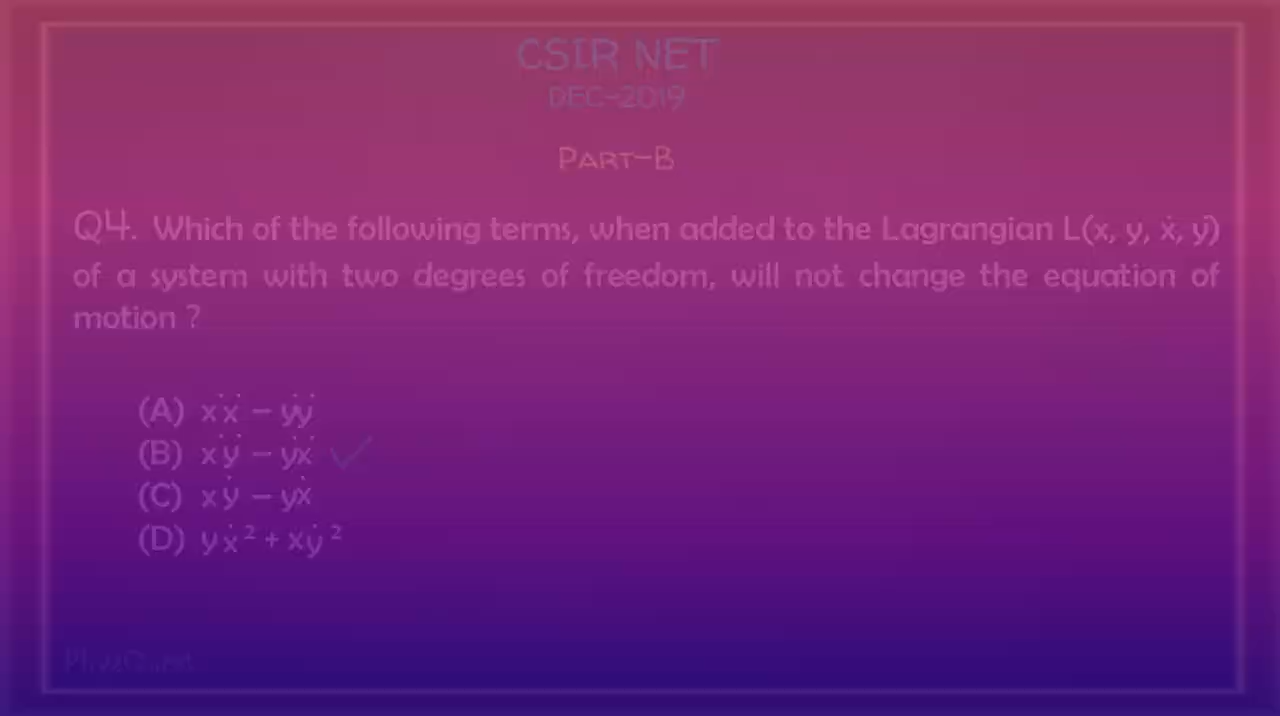 CSIR NET
DEC-2019
PART-B
Q4. Which of the following terms, when added to the Lagrangian L(x, y, ẋ, ẏ)
of a system with two degrees of freedom, will not change the equation of
motion ?
(A) xẍ – yÿ
(B) xÿ – yẍ ✓
(C) xẏ – yẋ
(D) yẋ² + xẏ²